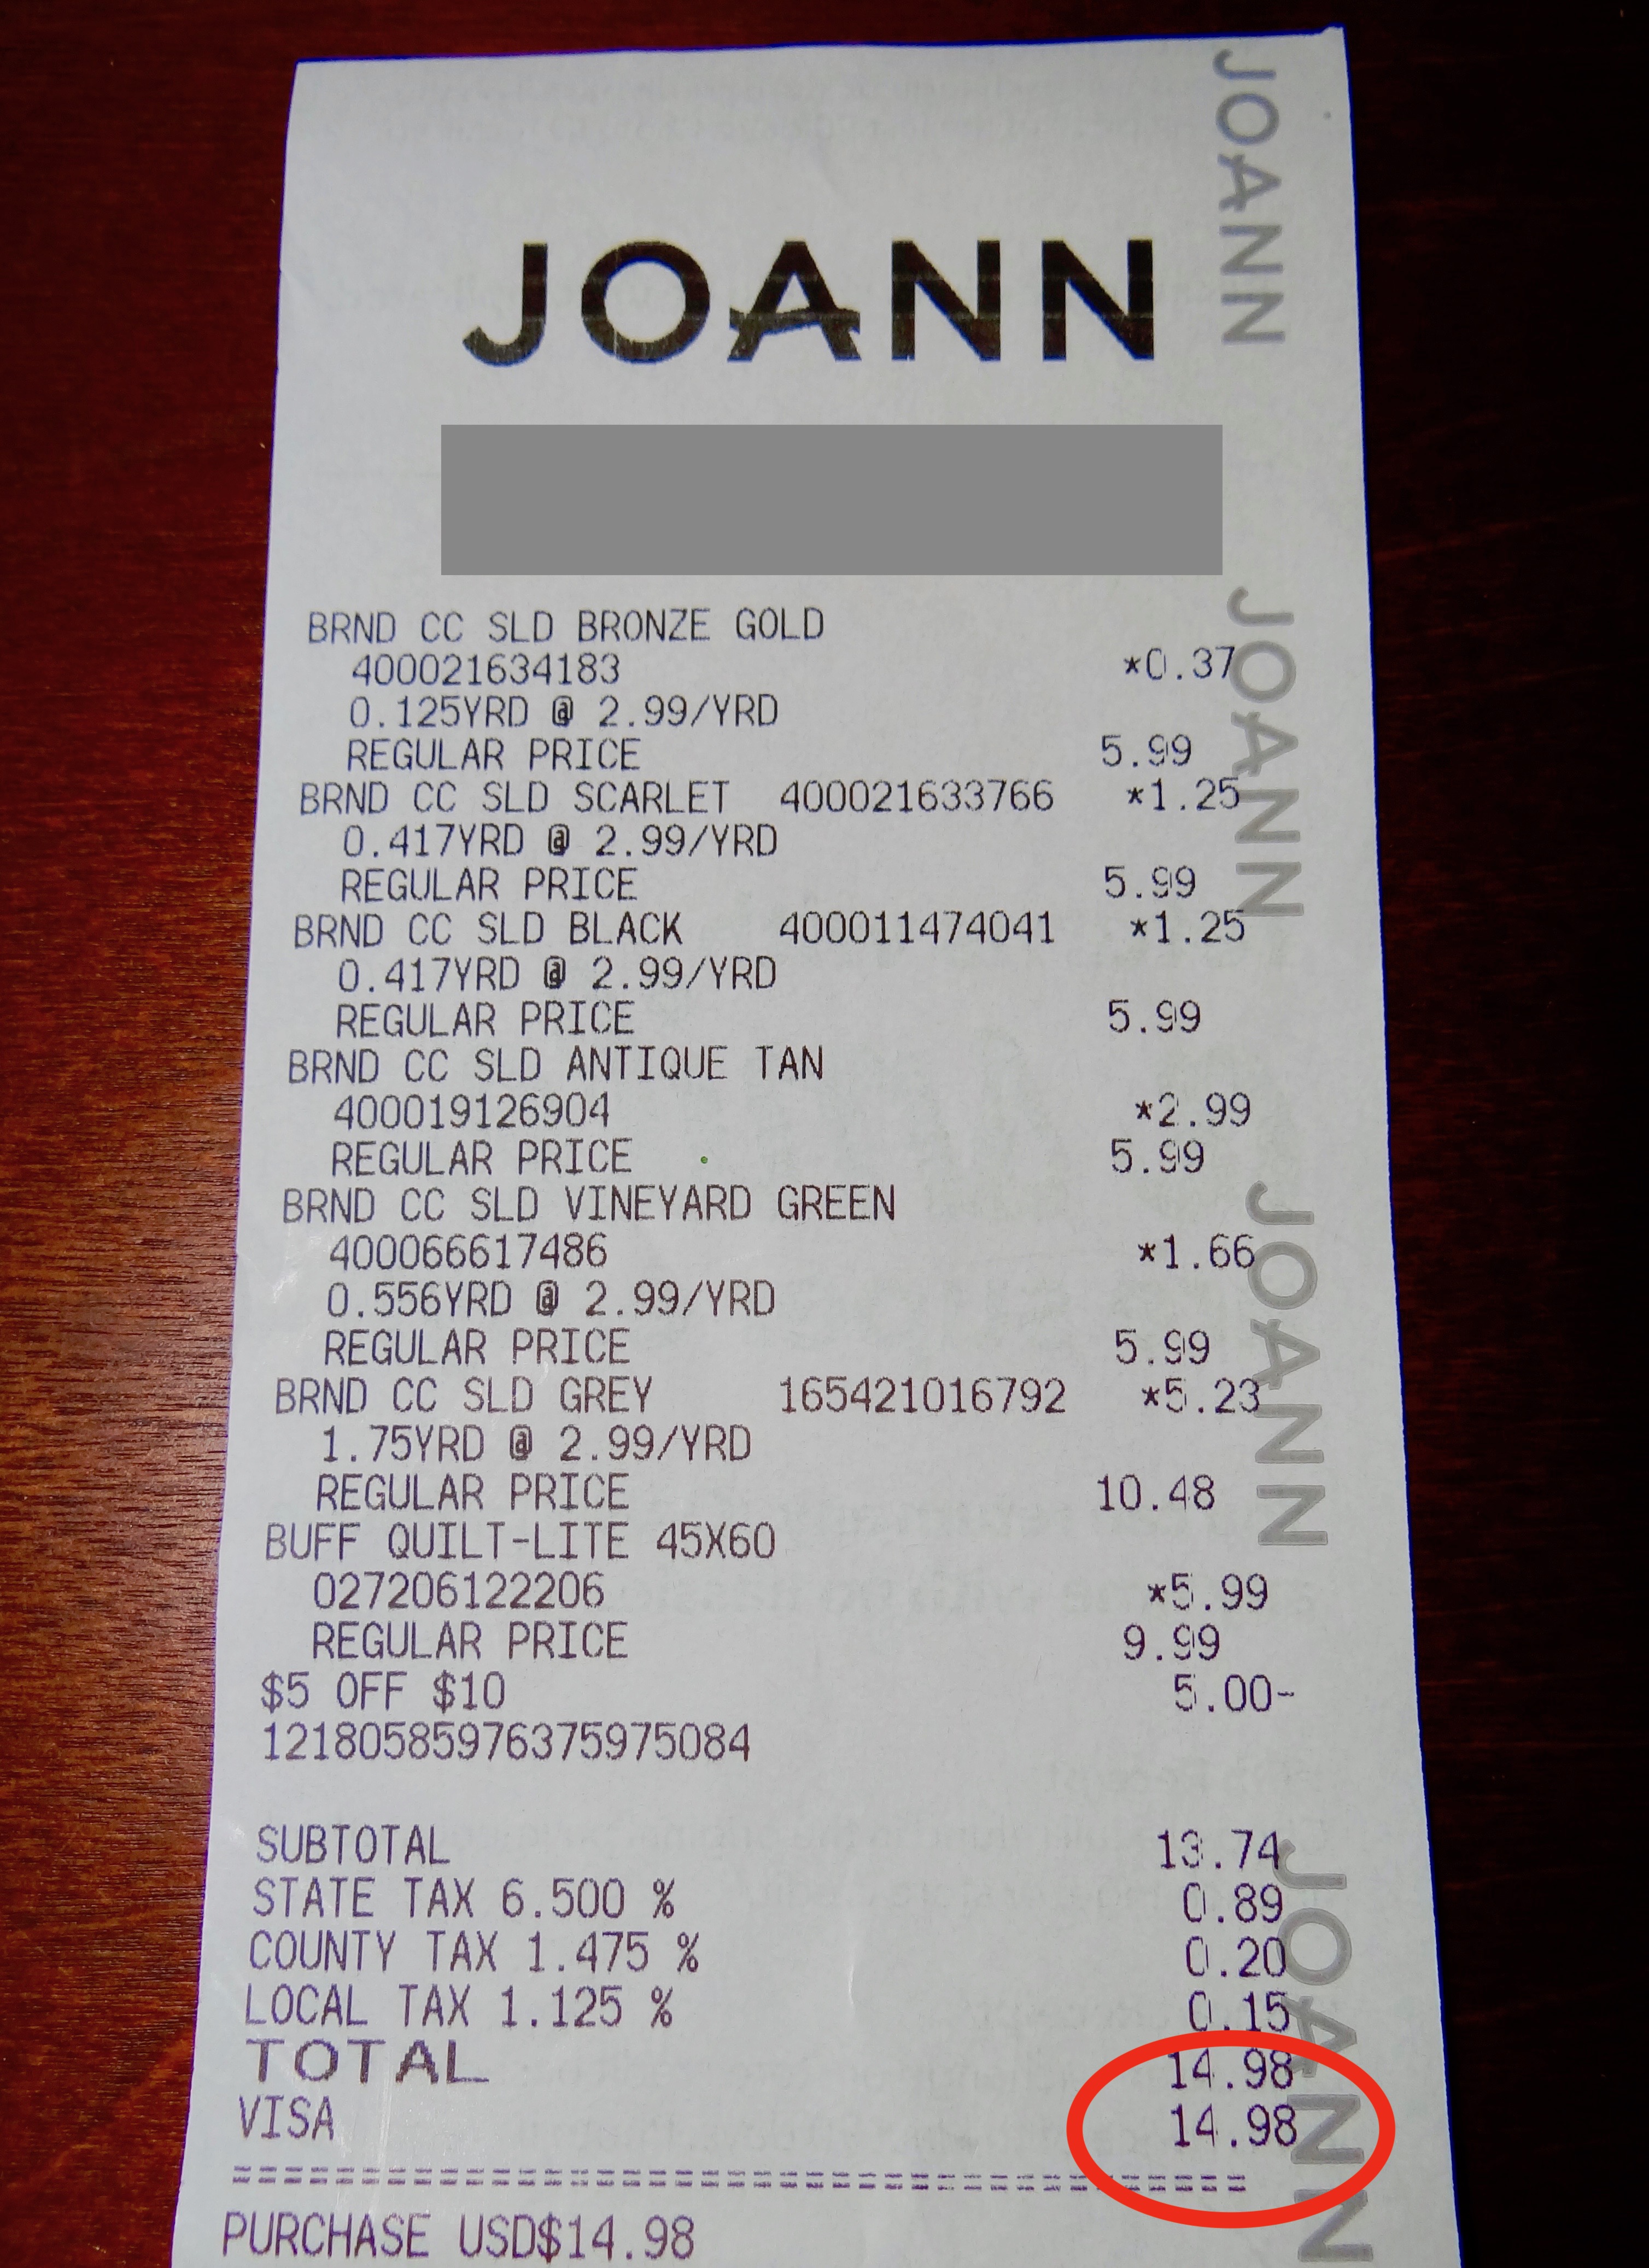 JOANN
JOANN
BRND CC SLD BRONZE GOLD
400021634183 *0.37
0.125YRD @ 2.99/YRD
REGULAR PRICE 5.99
BRND CC SLD SCARLET 400021633766 *1.25
0.417YRD @ 2.99/YRD
REGULAR PRICE 5.99
BRND CC SLD BLACK 400011474041 *1.25
0.417YRD @ 2.99/YRD
REGULAR PRICE 5.99
BRND CC SLD ANTIQUE TAN
400019126904 *2.99
REGULAR PRICE 5.99
BRND CC SLD VINEYARD GREEN
400066617486 *1.66
0.556YRD @ 2.99/YRD
REGULAR PRICE 5.99
BRND CC SLD GREY 165421016792 *5.23
1.75YRD @ 2.99/YRD
REGULAR PRICE 10.48
BUFF QUILT-LITE 45X60
027206122206 *5.99
REGULAR PRICE 9.99
$5 OFF $10 5.00-
12180585976375975084
SUBTOTAL 13.74
STATE TAX 6.500 % 0.89
COUNTY TAX 1.475 % 0.20
LOCAL TAX 1.125 % 0.15
TOTAL 14.98
VISA 14.98
PURCHASE USD$14.98
JOANN
JOANN
JOANN